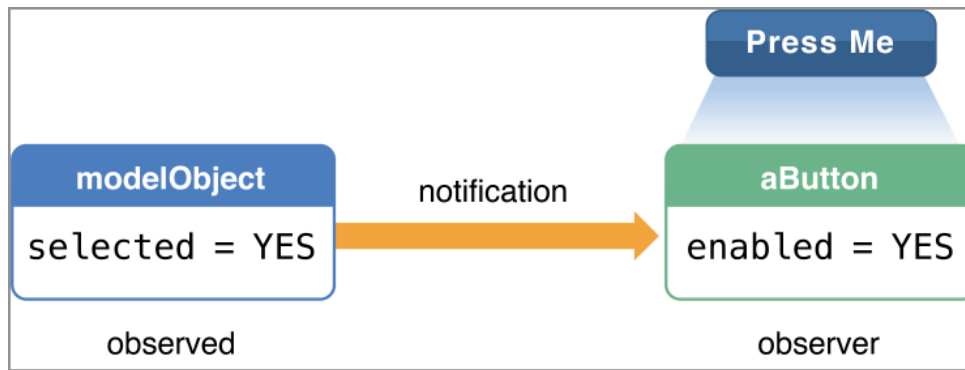 Press Me
modelObject
notification
aButton
selected = YES
enabled = YES
observed
observer